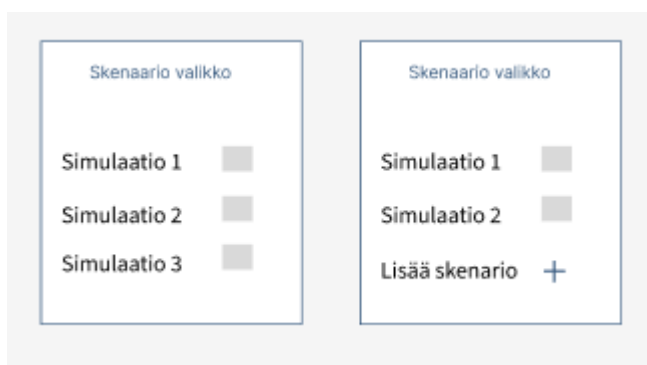 Skenaario valikko
Simulaatio 1
Simulaatio 2
Simulaatio 3
Skenaario valikko
Simulaatio 1
Simulaatio 2
Lisää skenario +